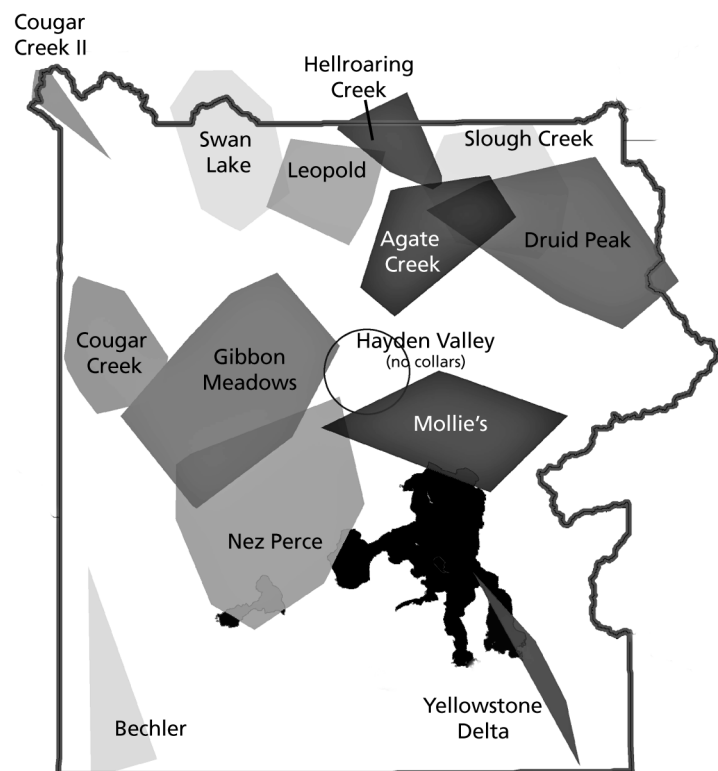 Cougar
Creek II
Hellroaring
Creek
Swan
Lake
Leopold
Slough Creek
Agate
Creek
Druid Peak
Cougar
Creek
Gibbon
Meadows
Hayden Valley
(no collars)
Mollie's
Nez Perce
Yellowstone
Delta
Bechler